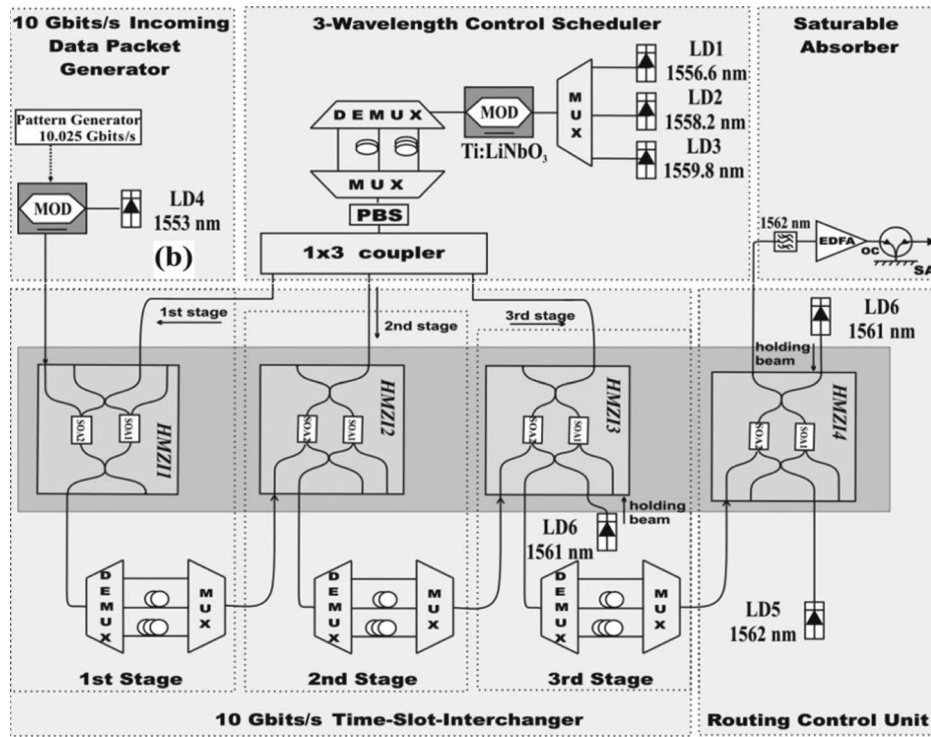 10 Gbits/s Incoming
Data Packet
Generator
Pattern Generator
10.025 Gbits/s
MOD
LD4
1553 nm
(b)
3-Wavelength Control Scheduler
DEMUX
MUX
PBS
1x3 coupler
MOD
Ti:LiNbO₃
MUX
LD1
1556.6 nm
LD2
1558.2 nm
LD3
1559.8 nm
Saturable
Absorber
1562 nm
EDFA
OC
SA
1st stage
2nd stage
3rd stage
SOA2
SOA1
HMZI1
SOA2
SOA1
HMZI2
SOA2
SOA1
HMZI3
holding
beam
LD6
1561 nm
LD6
1561 nm
holding
beam
SOA2
SOA1
HMZI4
LD5
1562 nm
DEMUX
MUX
1st Stage
DEMUX
MUX
2nd Stage
DEMUX
MUX
3rd Stage
10 Gbits/s Time-Slot-Interchanger
Routing Control Unit